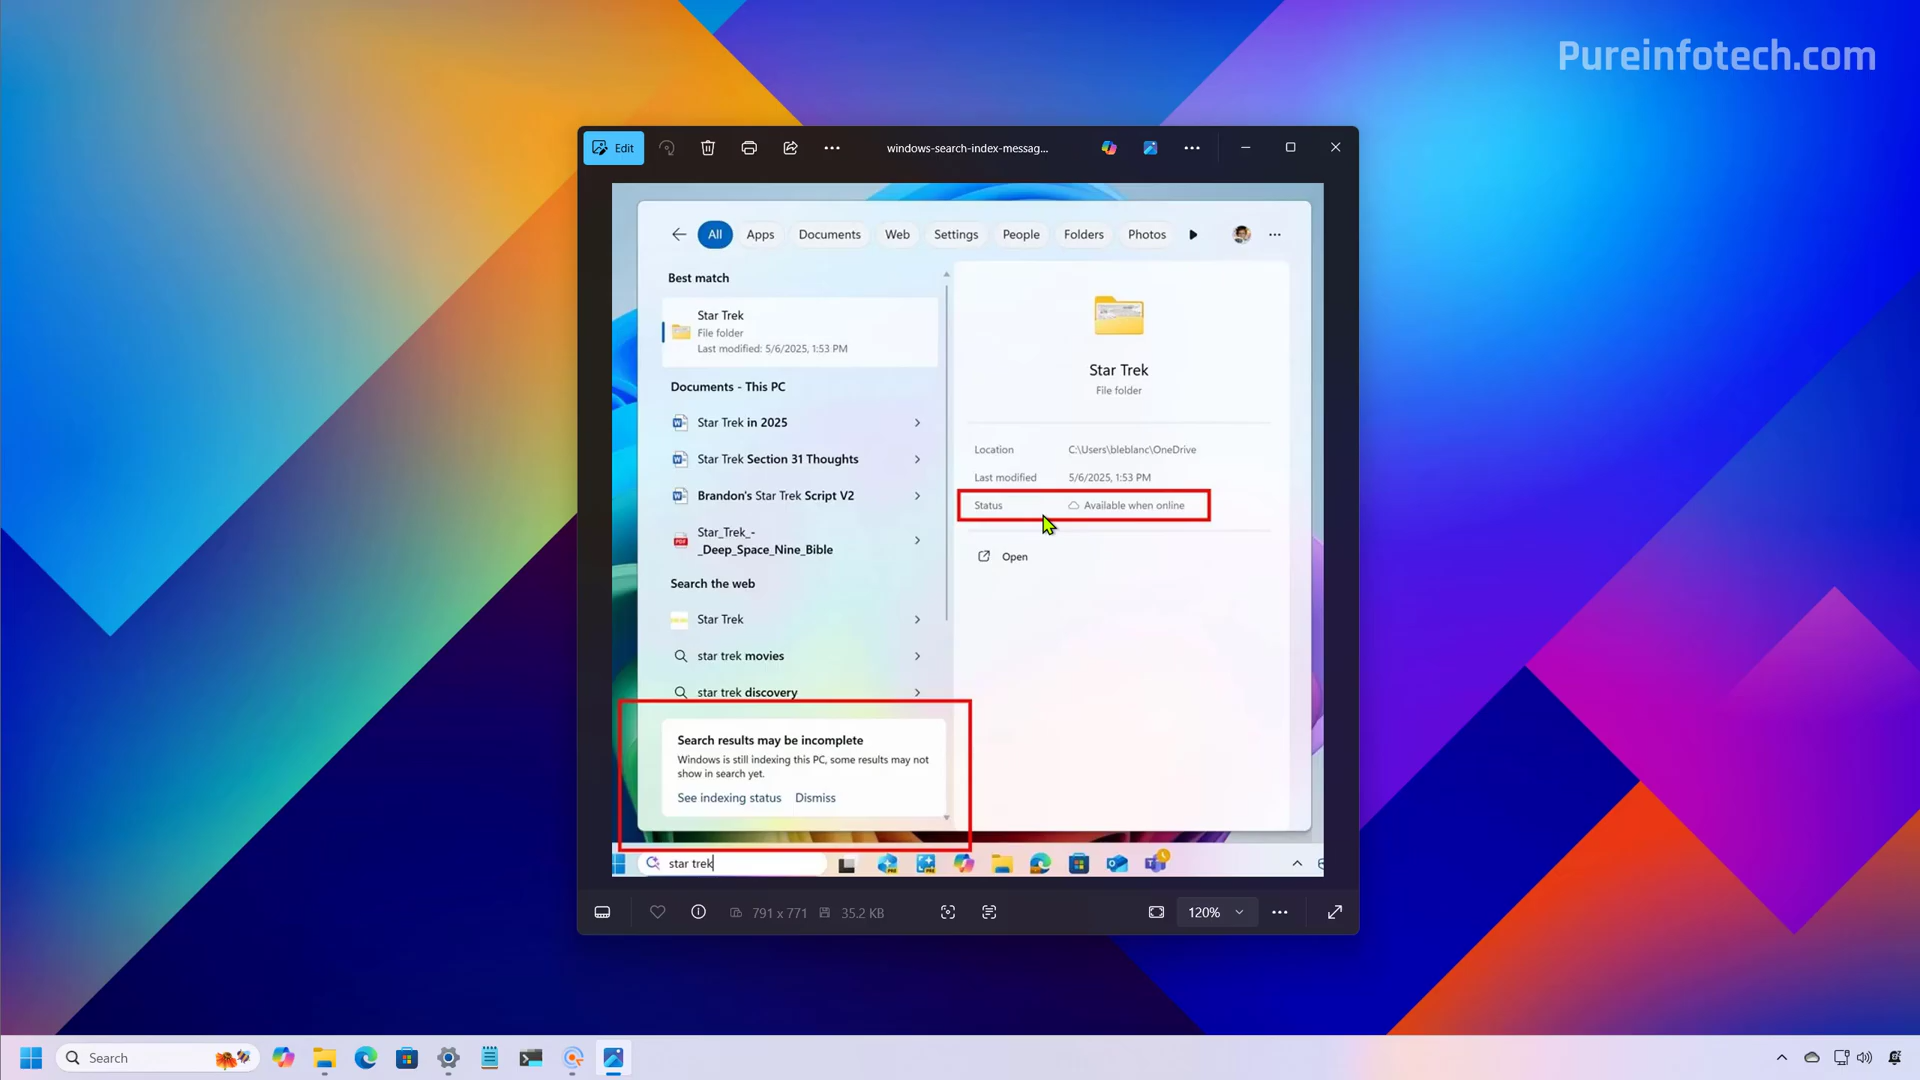 Pureinfotech.com
Edit
windows-search-index-messag...
All
Apps
Documents
Web
Settings
People
Folders
Photos
Best match
Star Trek
File folder
Last modified: 5/6/2025, 1:53 PM
Documents - This PC
Star Trek in 2025
Star Trek Section 31 Thoughts
Brandon's Star Trek Script V2
Star_Trek_-
_Deep_Space_Nine_Bible
Search the web
Star Trek
star trek movies
star trek discovery
Search results may be incomplete
Windows is still indexing this PC, some results may not
show in search yet.
See indexing status Dismiss
Star Trek
File folder
Location C:\Users\bleblanc\OneDrive
Last modified 5/6/2025, 1:53 PM
Status Available when online
Open
star trek
791 x 771
35.2 KB
120%
Search